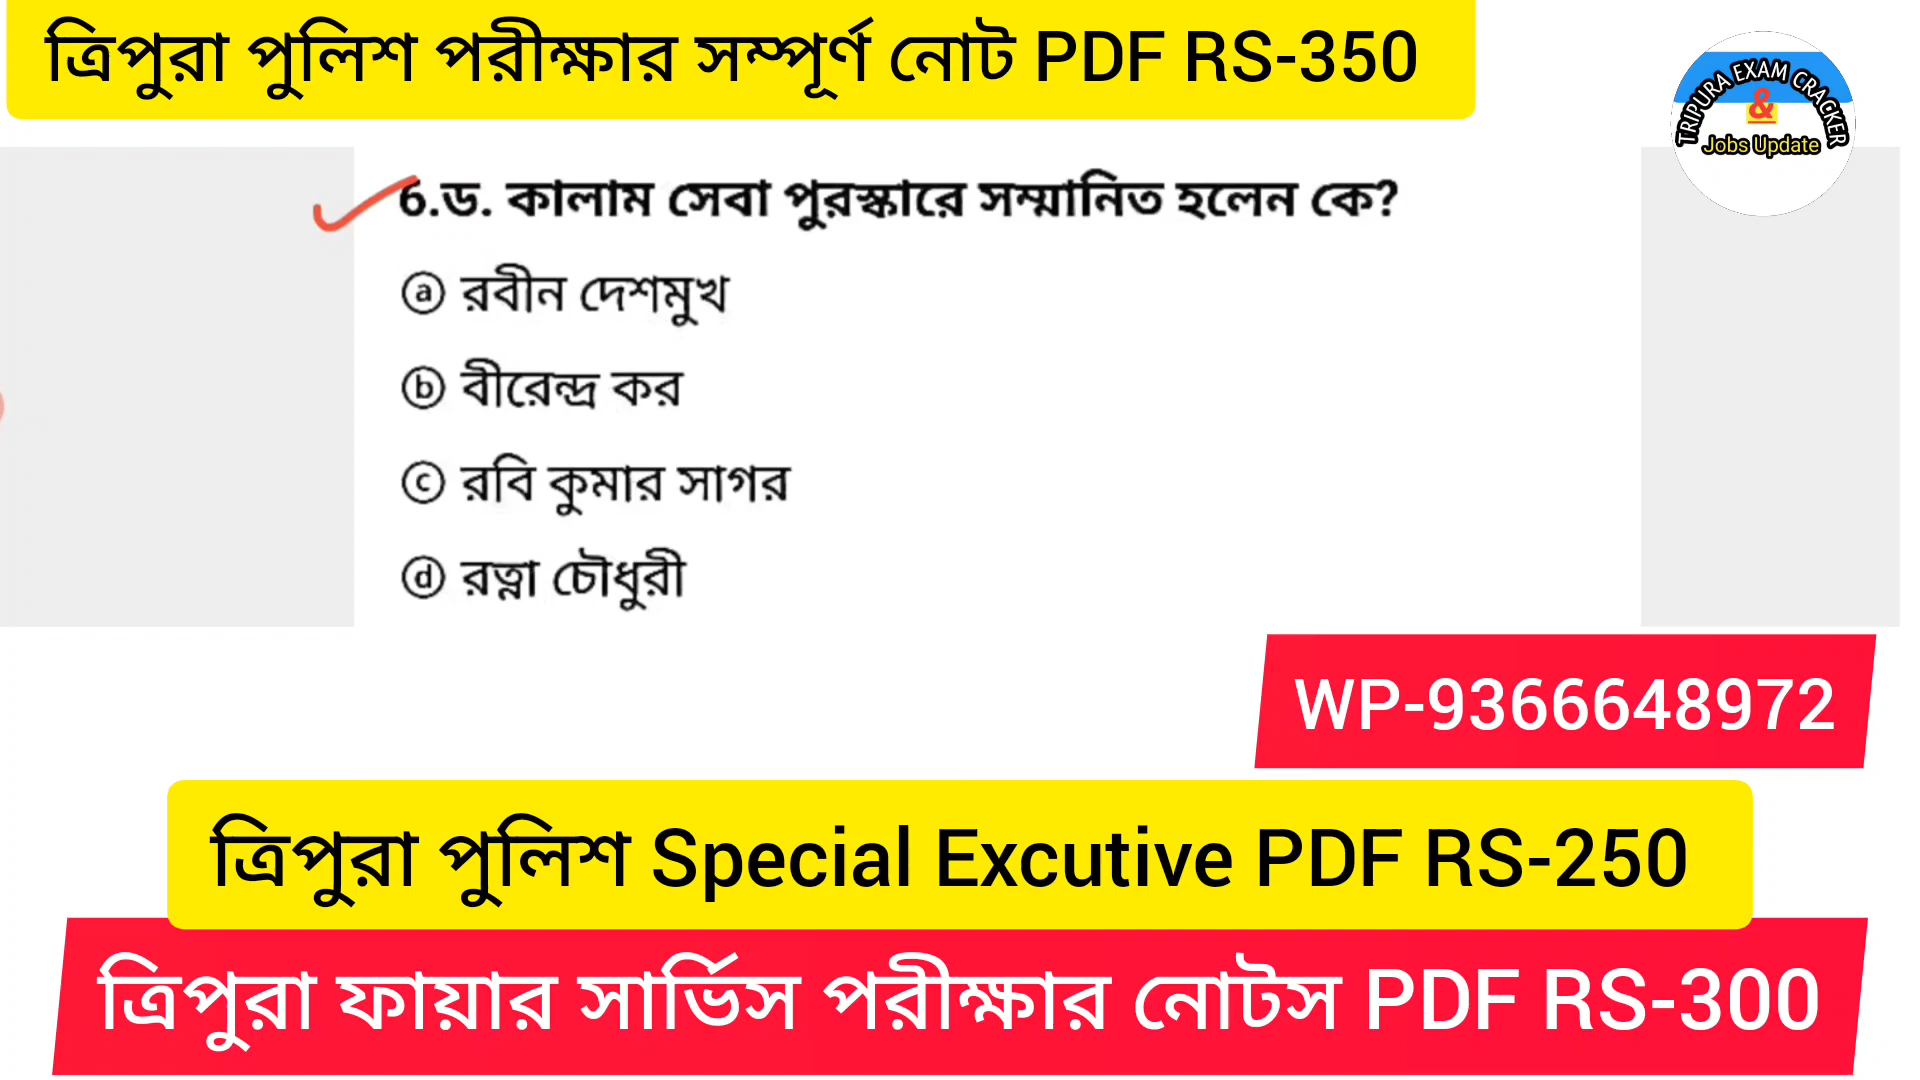 ত্রিপুরা পুলিশ পরীক্ষার সম্পূর্ণ নোট PDF RS-350
TRIPURA EXAM CRACKER
&
Jobs Update
6.ড. কালাম সেবা পুরস্কারে সম্মানিত হলেন কে?
ⓐ রবীন দেশমুখ
ⓑ বীরেন্দ্র কর
ⓒ রবি কুমার সাগর
ⓓ রত্না চৌধুরী
WP-9366648972
ত্রিপুরা পুলিশ Special Excutive PDF RS-250
ত্রিপুরা ফায়ার সার্ভিস পরীক্ষার নোটস PDF RS-300